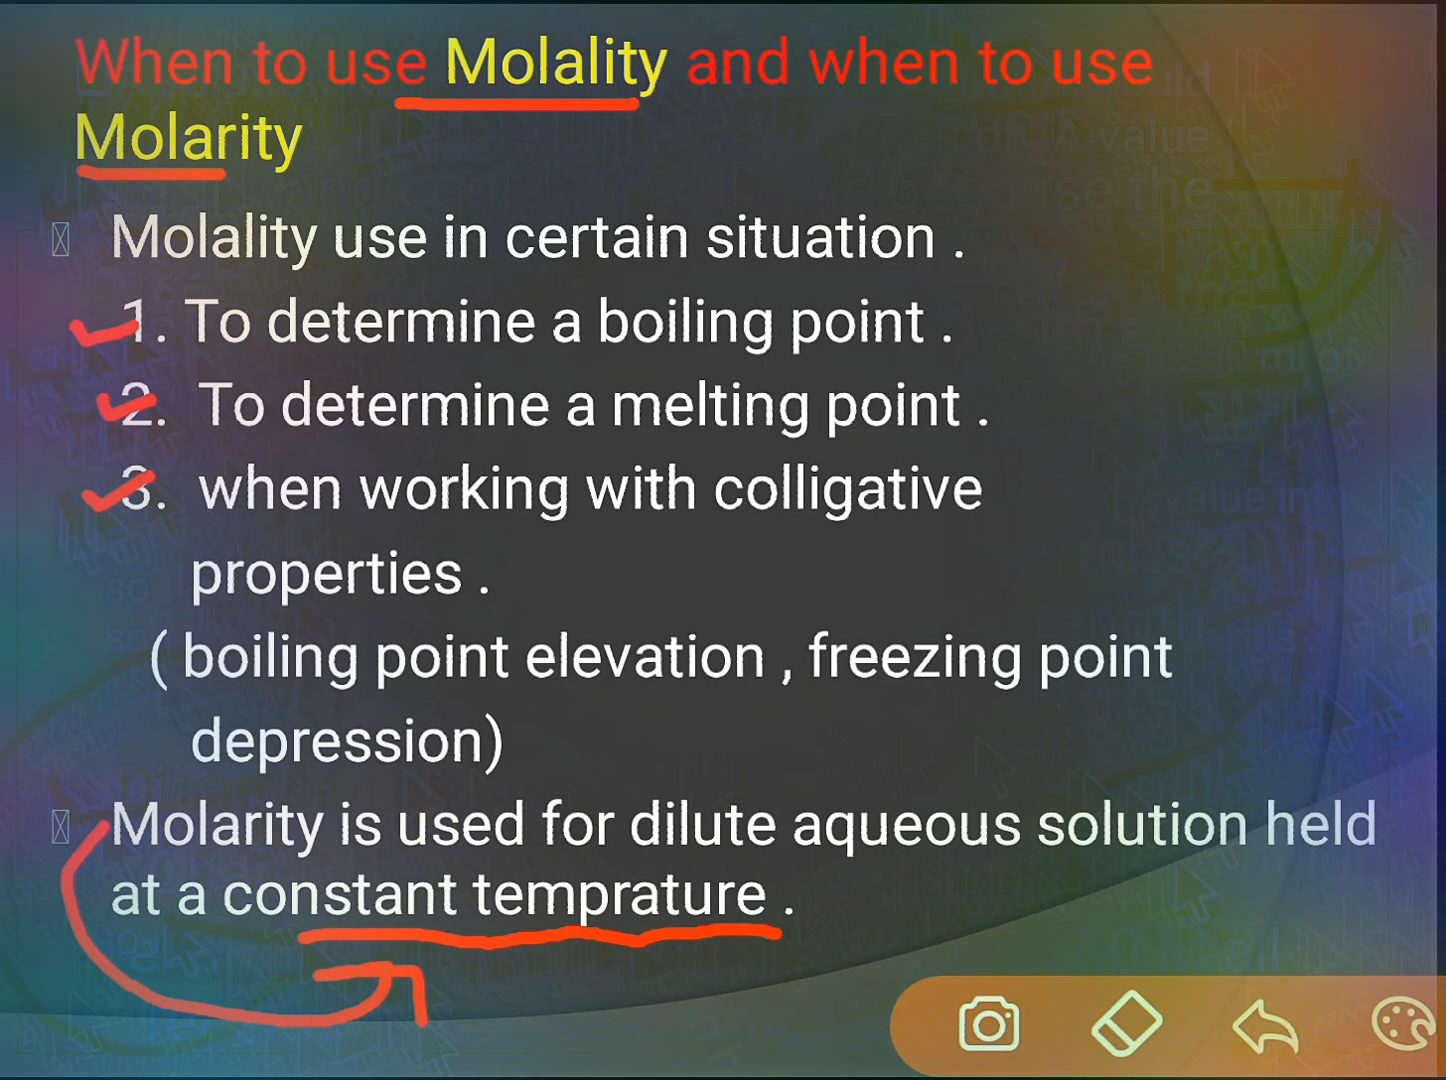 When to use Molality and when to use
Molarity
Molality use in certain situation .
1. To determine a boiling point .
2. To determine a melting point .
3. when working with colligative
properties .
( boiling point elevation , freezing point
depression)
Molarity is used for dilute aqueous solution held
at a constant temprature .